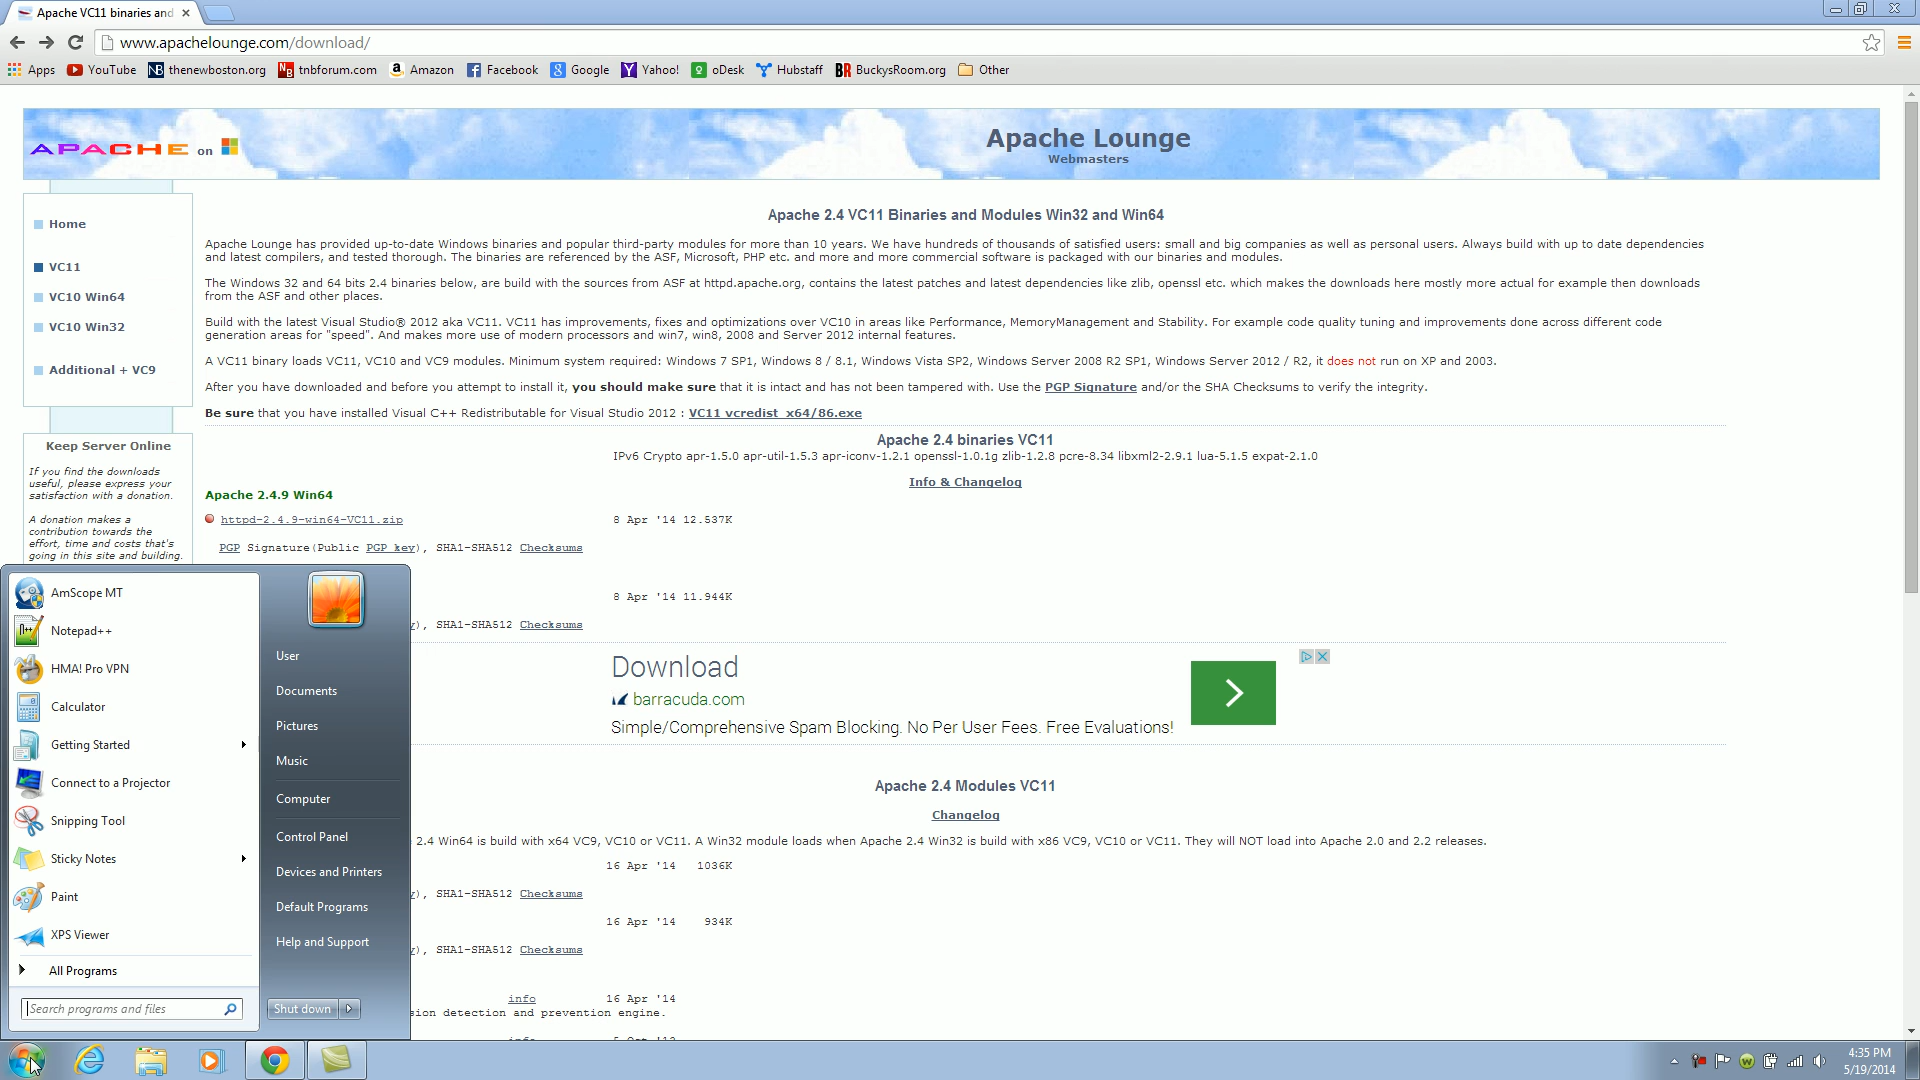 Apache VC11 binaries and
www.apachelounge.com/download/
Apps
YouTube
thenewboston.org
tnbforum.com
Amazon
Facebook
Google
Yahoo!
oDesk
Hubstaff
BuckysRoom.org
Other
APACHE on
Apache Lounge
Webmasters
Home
VC11
VC10 Win64
VC10 Win32
Additional + VC9
Keep Server Online
If you find the downloads
useful, please express your
satisfaction with a donation.
A donation makes a
contribution towards the
effort, time and costs that's
going in this site and building.
Apache 2.4 VC11 Binaries and Modules Win32 and Win64
Apache Lounge has provided up-to-date Windows binaries and popular third-party modules for more than 10 years. We have hundreds of thousands of satisfied users: small and big companies as well as personal users. Always build with up to date dependencies
and latest compilers, and tested thorough. The binaries are referenced by the ASF, Microsoft, PHP etc. and more and more commercial software is packaged with our binaries and modules.
The Windows 32 and 64 bits 2.4 binaries below, are build with the sources from ASF at httpd.apache.org, contains the latest patches and latest dependencies like zlib, openssl etc. which makes the downloads here mostly more actual for example then downloads
from the ASF and other places.
Build with the latest Visual Studio® 2012 aka VC11. VC11 has improvements, fixes and optimizations over VC10 in areas like Performance, MemoryManagement and Stability. For example code quality tuning and improvements done across different code
generation areas for "speed". And makes more use of modern processors and win7, win8, 2008 and Server 2012 internal features.
A VC11 binary loads VC11, VC10 and VC9 modules. Minimum system required: Windows 7 SP1, Windows 8 / 8.1, Windows Vista SP2, Windows Server 2008 R2 SP1, Windows Server 2012 / R2, it does not run on XP and 2003.
After you have downloaded and before you attempt to install it, you should make sure that it is intact and has not been tampered with. Use the PGP Signature and/or the SHA Checksums to verify the integrity.
Be sure that you have installed Visual C++ Redistributable for Visual Studio 2012 : VC11 vcredist_x64/86.exe
Apache 2.4 binaries VC11
IPv6 Crypto apr-1.5.0 apr-util-1.5.3 apr-iconv-1.2.1 openssl-1.0.1g zlib-1.2.8 pcre-8.34 libxml2-2.9.1 lua-5.1.5 expat-2.1.0
Info & Changelog
Apache 2.4.9 Win64
httpd-2.4.9-win64-VC11.zip 8 Apr '14 12.537K
PGP Signature(Public PGP key), SHA1-SHA512 Checksums
8 Apr '14 11.944K
y), SHA1-SHA512 Checksums
Download
barracuda.com
Simple/Comprehensive Spam Blocking. No Per User Fees. Free Evaluations!
Apache 2.4 Modules VC11
Changelog
2.4 Win64 is build with x64 VC9, VC10 or VC11. A Win32 module loads when Apache 2.4 Win32 is build with x86 VC9, VC10 or VC11. They will NOT load into Apache 2.0 and 2.2 releases.
16 Apr '14 1036K
y), SHA1-SHA512 Checksums
16 Apr '14 934K
y), SHA1-SHA512 Checksums
info 16 Apr '14
sion detection and prevention engine.
AmScope MT
Notepad++
HMA! Pro VPN
Calculator
Getting Started
Connect to a Projector
Snipping Tool
Sticky Notes
Paint
XPS Viewer
All Programs
Search programs and files
User
Documents
Pictures
Music
Computer
Control Panel
Devices and Printers
Default Programs
Help and Support
Shut down
4:35 PM
5/19/2014